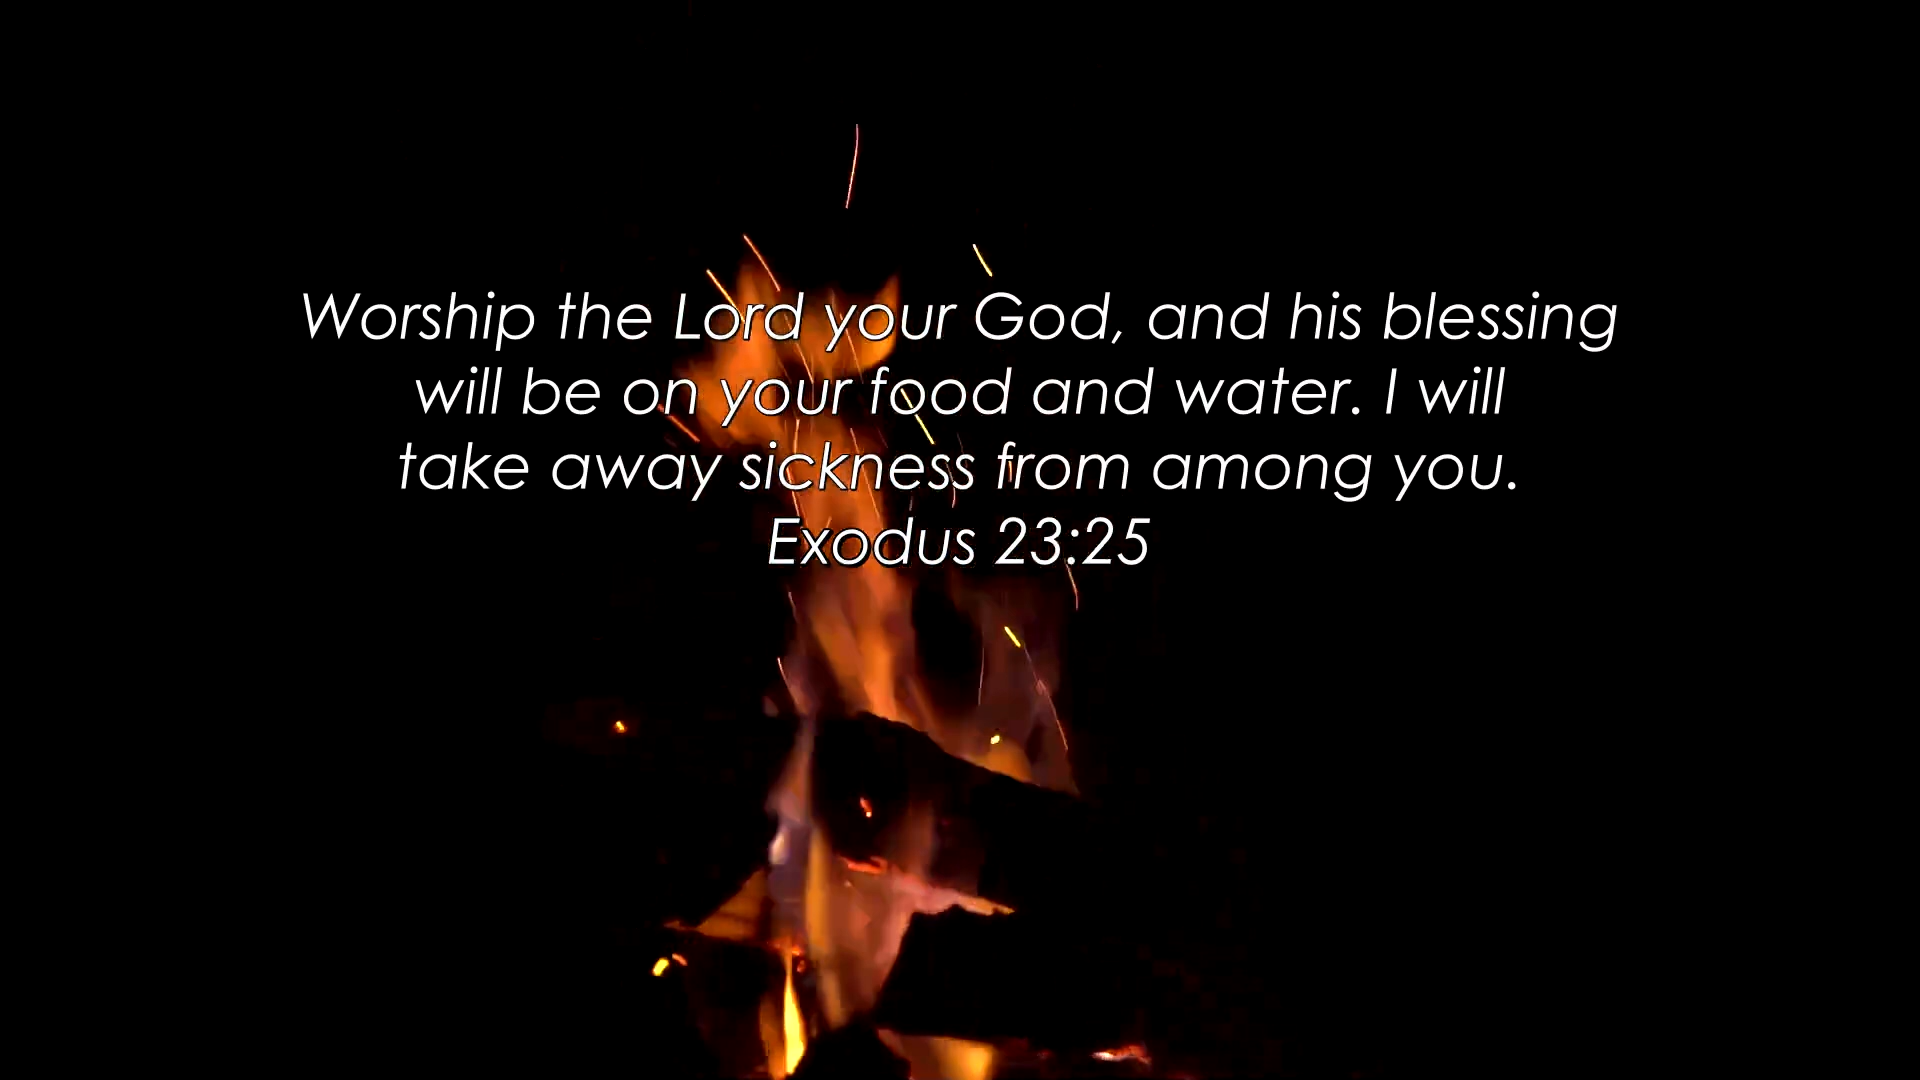 Worship the Lord your God, and his blessing
will be on your food and water. I will
take away sickness from among you.
Exodus 23:25